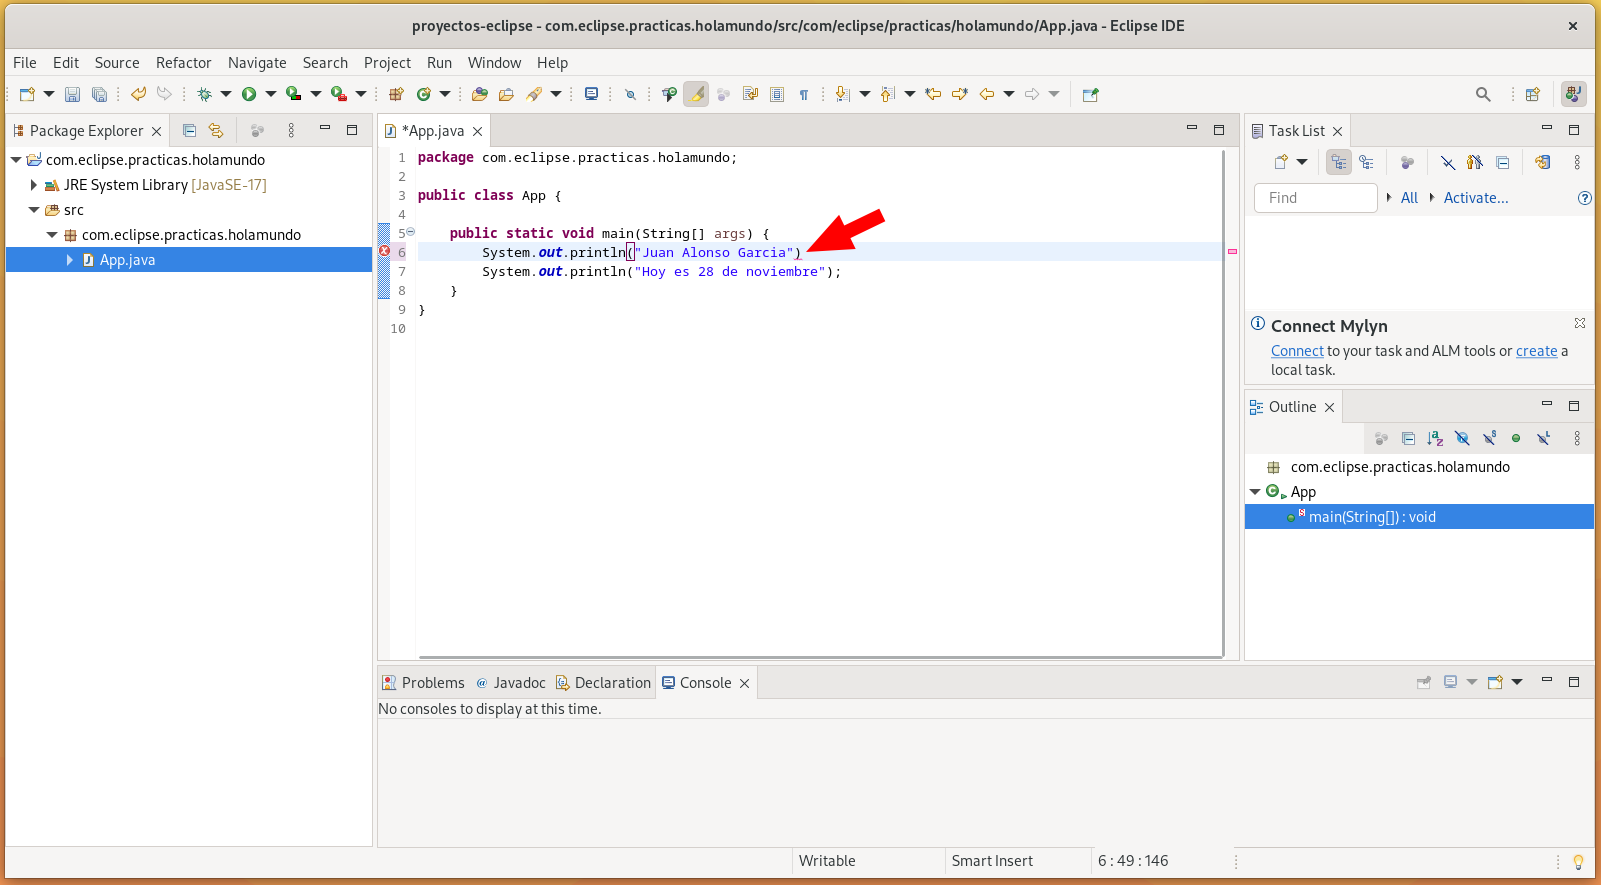 proyectos-eclipse - com.eclipse.practicas.holamundo/src/com/eclipse/practicas/holamundo/App.java - Eclipse IDE
File Edit Source Refactor Navigate Search Project Run Window Help
Package Explorer
com.eclipse.practicas.holamundo
JRE System Library [JavaSE-17]
src
com.eclipse.practicas.holamundo
App.java
*App.java
1 package com.eclipse.practicas.holamundo;
2
3 public class App {
4
5 public static void main(String[] args) {
6 System.out.println("Juan Alonso Garcia")
7 System.out.println("Hoy es 28 de noviembre");
8 }
9 }
10
Task List
Find All Activate...
Connect Mylyn
Connect to your task and ALM tools or create a
local task.
Outline
com.eclipse.practicas.holamundo
App
main(String[]) : void
Problems Javadoc Declaration Console
No consoles to display at this time.
Writable Smart Insert 6 : 49 : 146